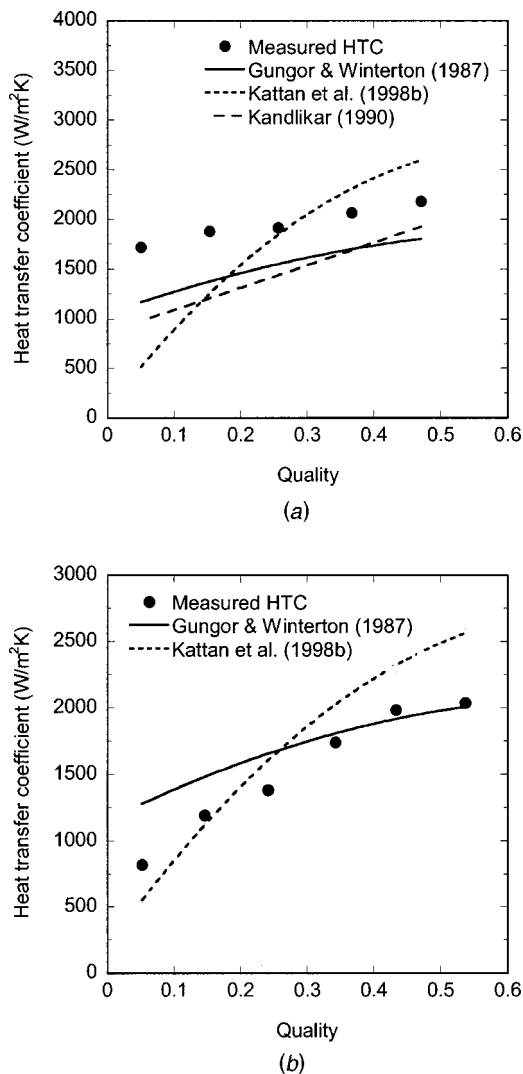 4000
3500
3000
2500
2000
1500
1000
500
0
Heat transfer coefficient (W/m²K)
Measured HTC
Gungor & Winterton (1987)
Kattan et al. (1998b)
Kandlikar (1990)
0 0.1 0.2 0.3 0.4 0.5 0.6
Quality
(a)
3000
2500
2000
1500
1000
500
0
Heat transfer coefficient (W/m²K)
Measured HTC
Gungor & Winterton (1987)
Kattan et al. (1998b)
0 0.1 0.2 0.3 0.4 0.5 0.6
Quality
(b)